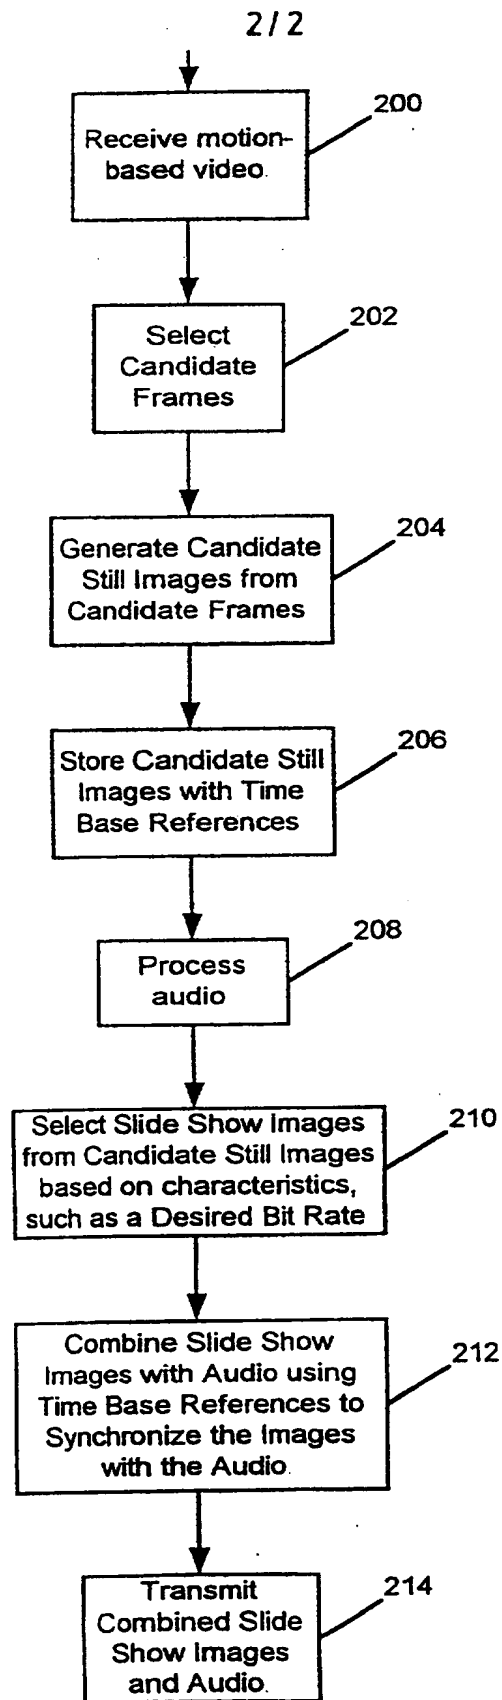 2/2
200
Receive motion-
based video.
202
Select
Candidate
Frames
204
Generate Candidate
Still Images from
Candidate Frames
206
Store Candidate Still
Images with Time
Base References
208
Process
audio
210
Select Slide Show Images
from Candidate Still Images
based on characteristics,
such as a Desired Bit Rate
212
Combine Slide Show
Images with Audio using
Time Base References to
Synchronize the Images
with the Audio.
214
Transmit
Combined Slide
Show Images
and Audio.